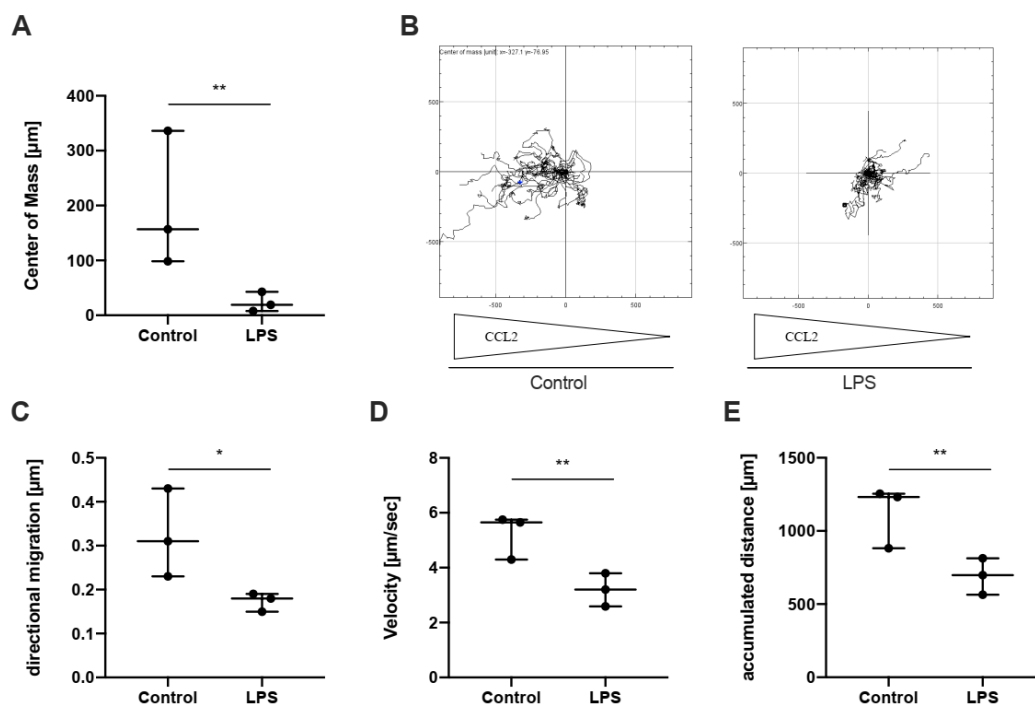 A
Center of Mass [µm]
400
300
200
100
0
**
Control
LPS
B
Center of mass [unit]: x=-327.1 y=-76.95
500
0
-500
-500
0
500
CCL2
Control
500
0
-500
-500
0
500
CCL2
LPS
C
directional migration [µm]
0.5
0.4
0.3
0.2
0.1
0.0
*
Control
LPS
D
Velocity [µm/sec]
8
6
4
2
0
**
Control
LPS
E
accumulated distance [µm]
1500
1000
500
0
**
Control
LPS